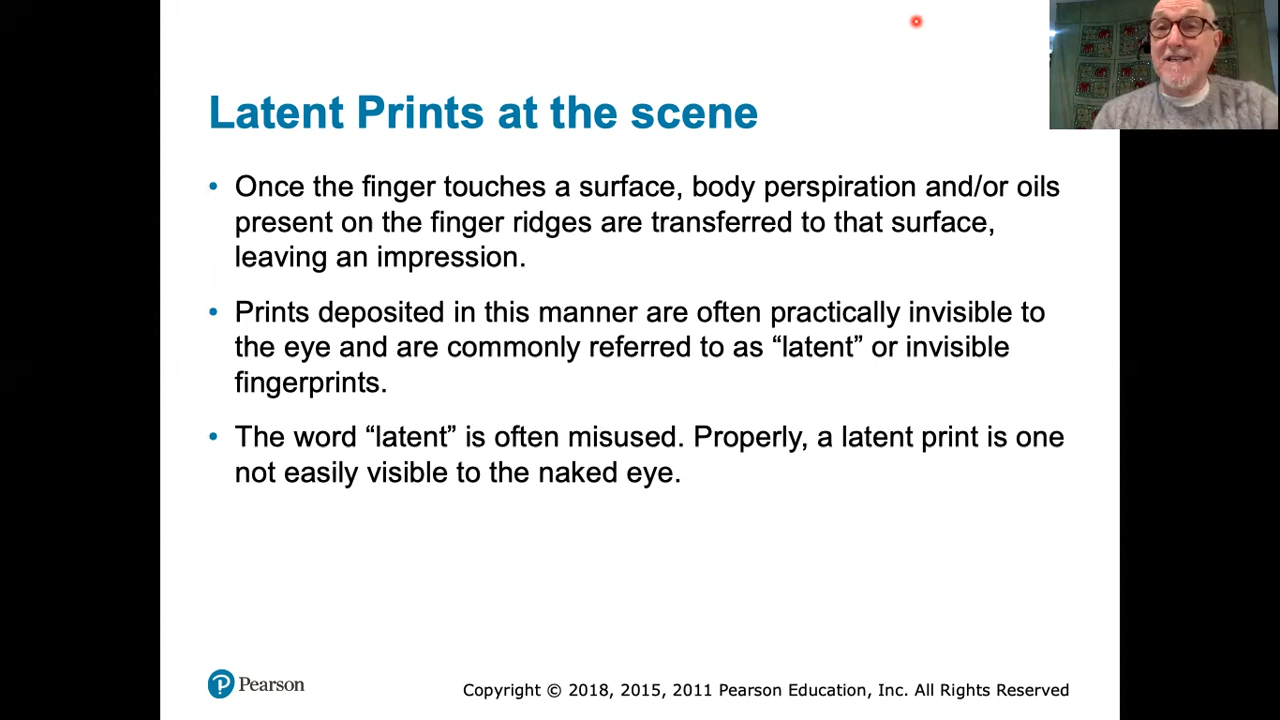 Latent Prints at the scene
• Once the finger touches a surface, body perspiration and/or oils
present on the finger ridges are transferred to that surface,
leaving an impression.
• Prints deposited in this manner are often practically invisible to
the eye and are commonly referred to as “latent” or invisible
fingerprints.
• The word “latent” is often misused. Properly, a latent print is one
not easily visible to the naked eye.
P Pearson
Copyright © 2018, 2015, 2011 Pearson Education, Inc. All Rights Reserved